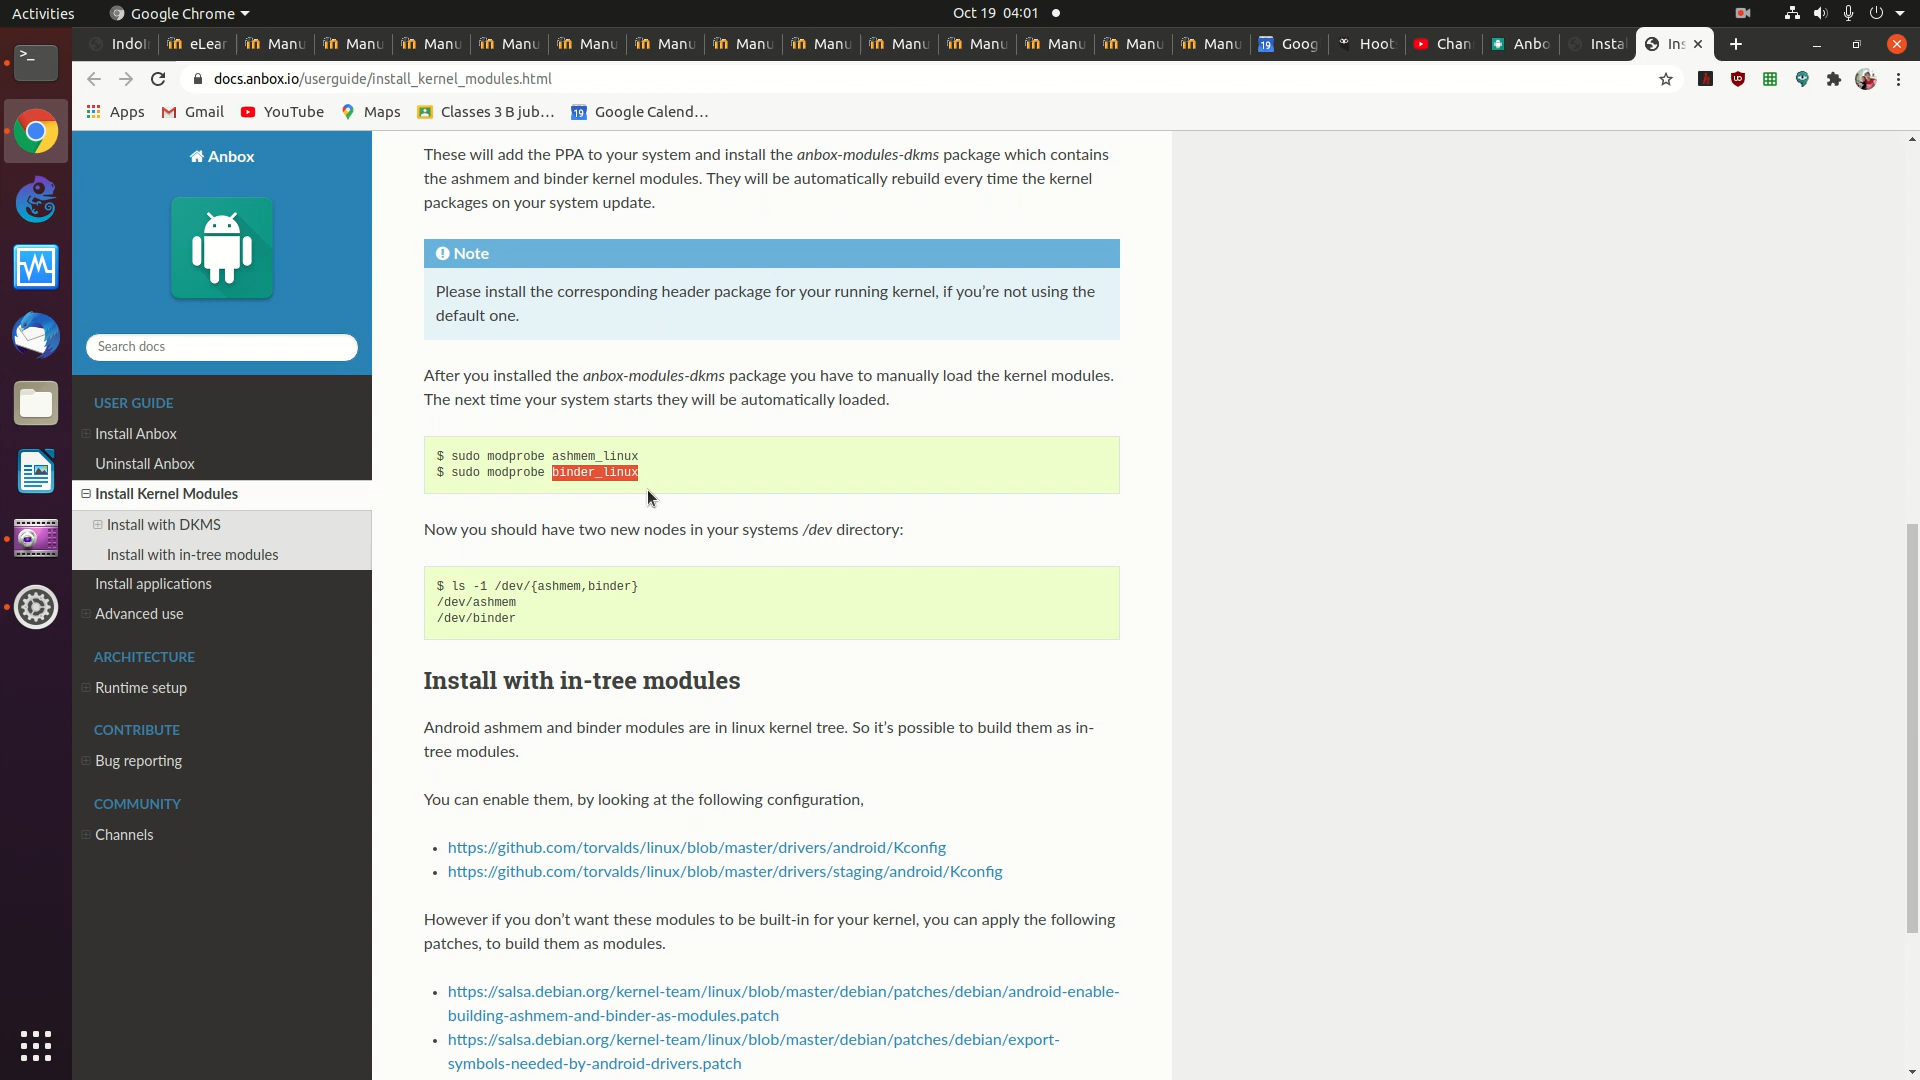 Activities
Google Chrome
Oct 19 04:01
Indo
eLear
Manu
Manu
Manu
Manu
Manu
Manu
Manu
Manu
Manu
Manu
Manu
Manu
Manu
19
Goog
Hoot
Chan
Anbo
Insta
Ins
docs.anbox.io/userguide/install_kernel_modules.html
Apps
Gmail
YouTube
Maps
Classes 3 B jub...
19
Google Calend...
Anbox
Search docs
USER GUIDE
Install Anbox
Uninstall Anbox
Install Kernel Modules
Install with DKMS
Install with in-tree modules
Install applications
Advanced use
ARCHITECTURE
Runtime setup
CONTRIBUTE
Bug reporting
COMMUNITY
Channels
These will add the PPA to your system and install the anbox-modules-dkms package which contains
the ashmem and binder kernel modules. They will be automatically rebuild every time the kernel
packages on your system update.
Note
Please install the corresponding header package for your running kernel, if you’re not using the
default one.
After you installed the anbox-modules-dkms package you have to manually load the kernel modules.
The next time your system starts they will be automatically loaded.
$ sudo modprobe ashmem_linux
$ sudo modprobe binder_linux
Now you should have two new nodes in your systems /dev directory:
$ ls -1 /dev/{ashmem,binder}
/dev/ashmem
/dev/binder
Install with in-tree modules
Android ashmem and binder modules are in linux kernel tree. So it’s possible to build them as in-
tree modules.
You can enable them, by looking at the following configuration,
https://github.com/torvalds/linux/blob/master/drivers/android/Kconfig
https://github.com/torvalds/linux/blob/master/drivers/staging/android/Kconfig
However if you don’t want these modules to be built-in for your kernel, you can apply the following
patches, to build them as modules.
https://salsa.debian.org/kernel-team/linux/blob/master/debian/patches/debian/android-enable-
building-ashmem-and-binder-as-modules.patch
https://salsa.debian.org/kernel-team/linux/blob/master/debian/patches/debian/export-
symbols-needed-by-android-drivers.patch